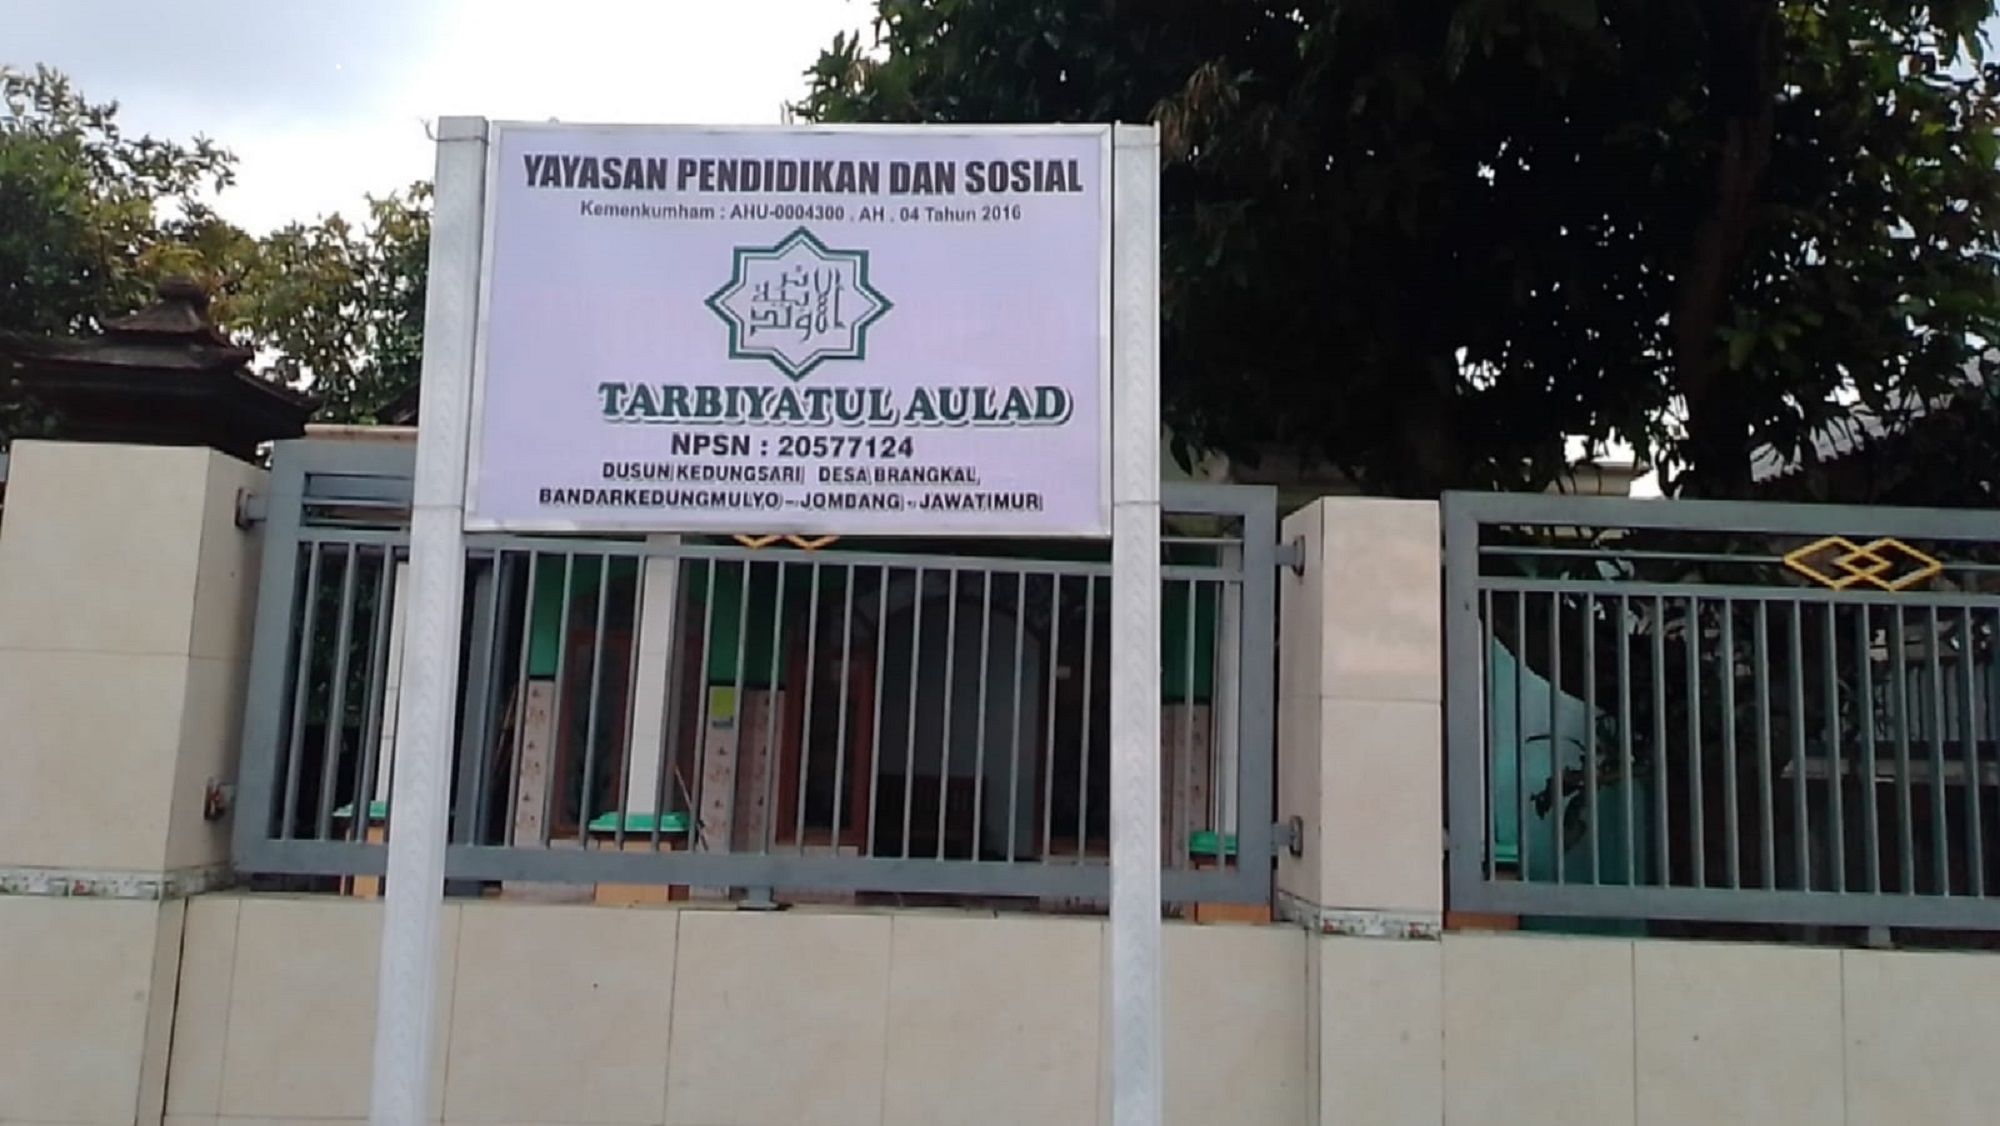 YAYASAN PENDIDIKAN DAN SOSIAL
Kemenkumham : AHU-0004300 . AH . 04 Tahun 2016
TARBIYATUL AULAD
NPSN : 20577124
DUSUN KEDUNGSARI DESA BRANGKAL,
BANDARKEDUNGMULYO - JOMBANG - JAWATIMUR